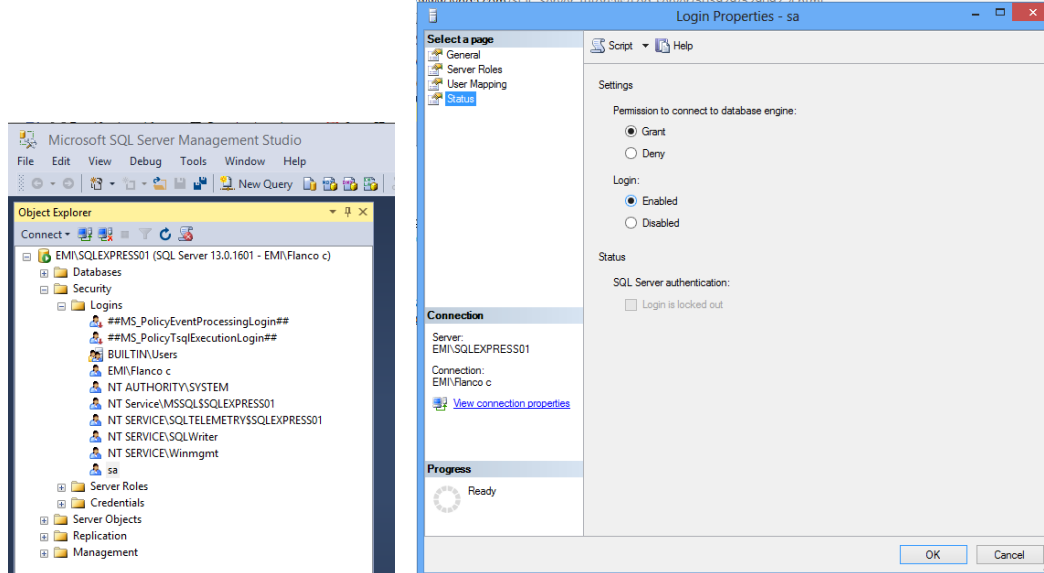 Microsoft SQL Server Management Studio
File Edit View Debug Tools Window Help
New Query
Object Explorer
Connect
EMI\SQLEXPRESS01 (SQL Server 13.0.1601 - EMI\Flanco c)
Databases
Security
Logins
##MS_PolicyEventProcessingLogin##
##MS_PolicyTsqlExecutionLogin##
BUILTIN\Users
EMI\Flanco c
NT AUTHORITY\SYSTEM
NT Service\MSSQL$SQLEXPRESS01
NT SERVICE\SQLTELEMETRY$SQLEXPRESS01
NT SERVICE\SQLWriter
NT SERVICE\Winmgmt
sa
Server Roles
Credentials
Server Objects
Replication
Management
Login Properties - sa
Select a page
General
Server Roles
User Mapping
Status
Script Help
Settings
Permission to connect to database engine:
Grant
Deny
Login:
Enabled
Disabled
Status
SQL Server authentication:
Login is locked out
Connection
Server:
EMI\SQLEXPRESS01
Connection:
EMI\Flanco c
View connection properties
Progress
Ready
OK Cancel